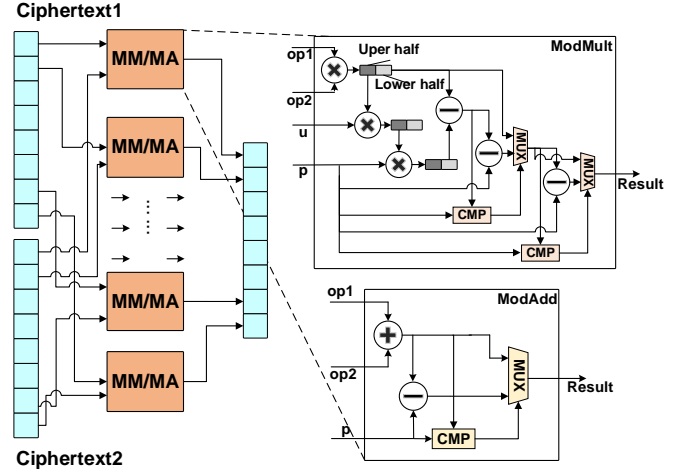 Ciphertext1
MM/MA
MM/MA
MM/MA
MM/MA
Ciphertext2
ModMult
op1
Uper half
Lower half
op2
u
p
MUX
MUX
Result
CMP
CMP
ModAdd
op1
op2
MUX
Result
p
CMP